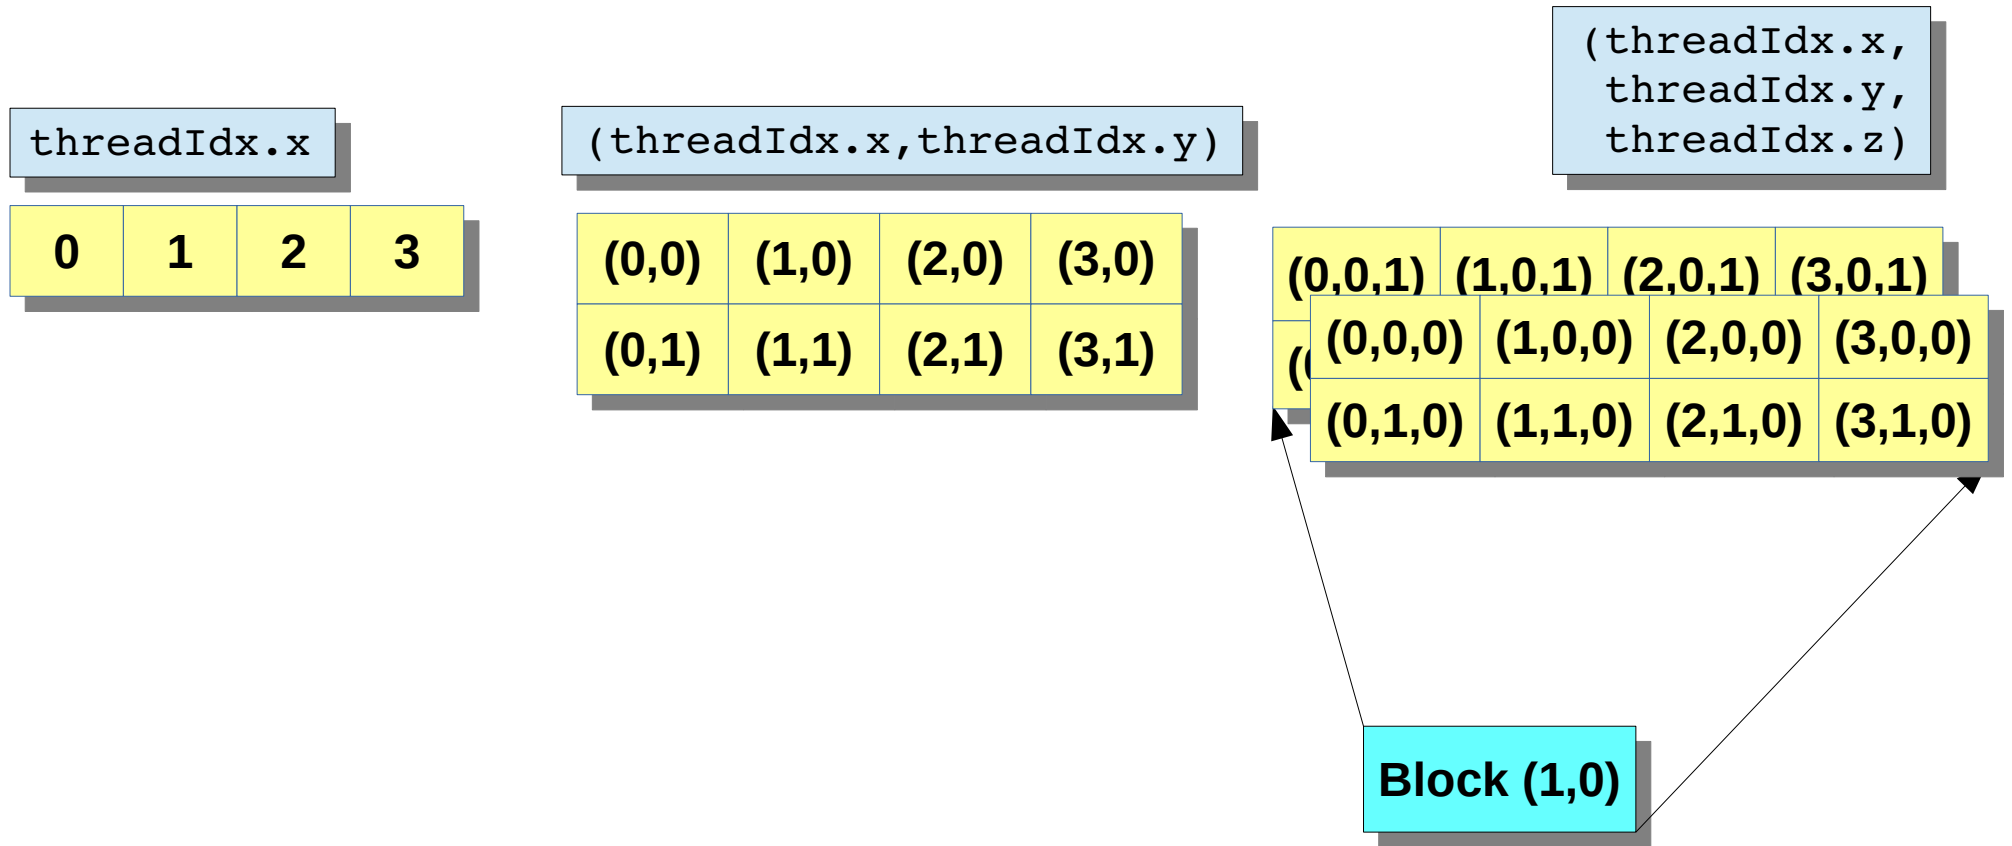 threadIdx.x
0 1 2 3
(threadIdx.x,threadIdx.y)
(0,0) (1,0) (2,0) (3,0)
(0,1) (1,1) (2,1) (3,1)
(threadIdx.x,
threadIdx.y,
threadIdx.z)
(0,0,1) (1,0,1) (2,0,1) (3,0,1)
(0,0,0) (1,0,0) (2,0,0) (3,0,0)
(0,1,0) (1,1,0) (2,1,0) (3,1,0)
Block (1,0)